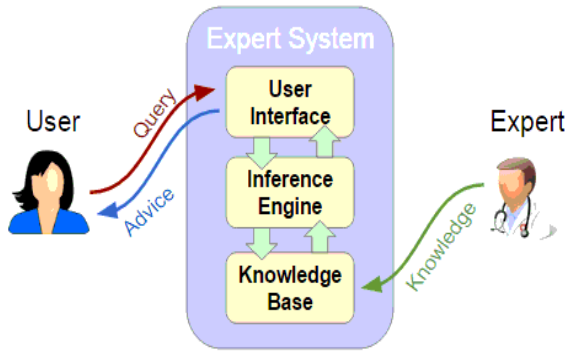 Expert System
User
Query
Advice
User
Interface
Inference
Engine
Knowledge
Base
Expert
Knowledge